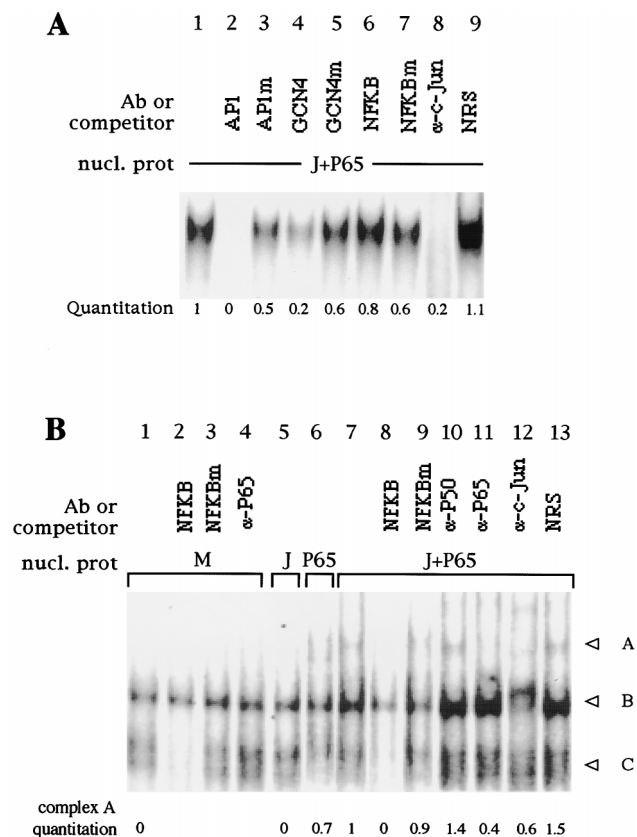 A
1 2 3 4 5 6 7 8 9
Ab or competitor AP1 AP1m GCN4 GCN4m NFKB NFKBm α-c-Jun NRS
nucl. prot J+P65
Quantitation 1 0 0.5 0.2 0.6 0.8 0.6 0.2 1.1
B
1 2 3 4 5 6 7 8 9 10 11 12 13
Ab or competitor NFKB NFKBm α-P65 NFKB NFKBm α-P50 α-P65 α-c-Jun NRS
nucl. prot M J P65 J+P65
A
B
C
complex A
quantitation 0 0 0.7 1 0 0.9 1.4 0.4 0.6 1.5